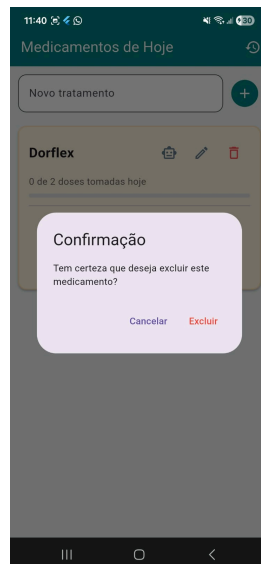 11:40
30
Medicamentos de Hoje
Novo tratamento
Dorflex
0 de 2 doses tomadas hoje
Confirmação
Tem certeza que deseja excluir este
medicamento?
Cancelar Excluir